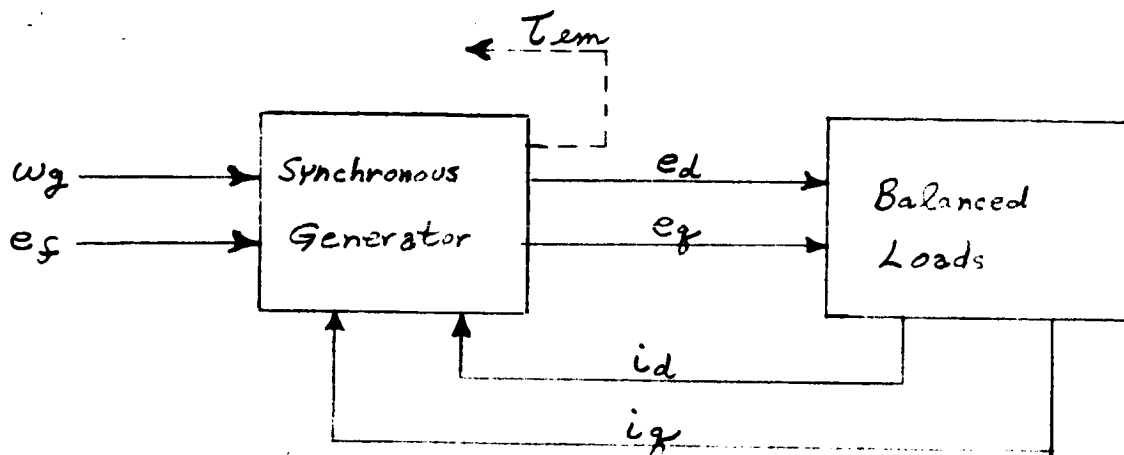 τem
ωg
Synchronous
ed
Balanced
ef
Generator
eq
Loads
id
iq